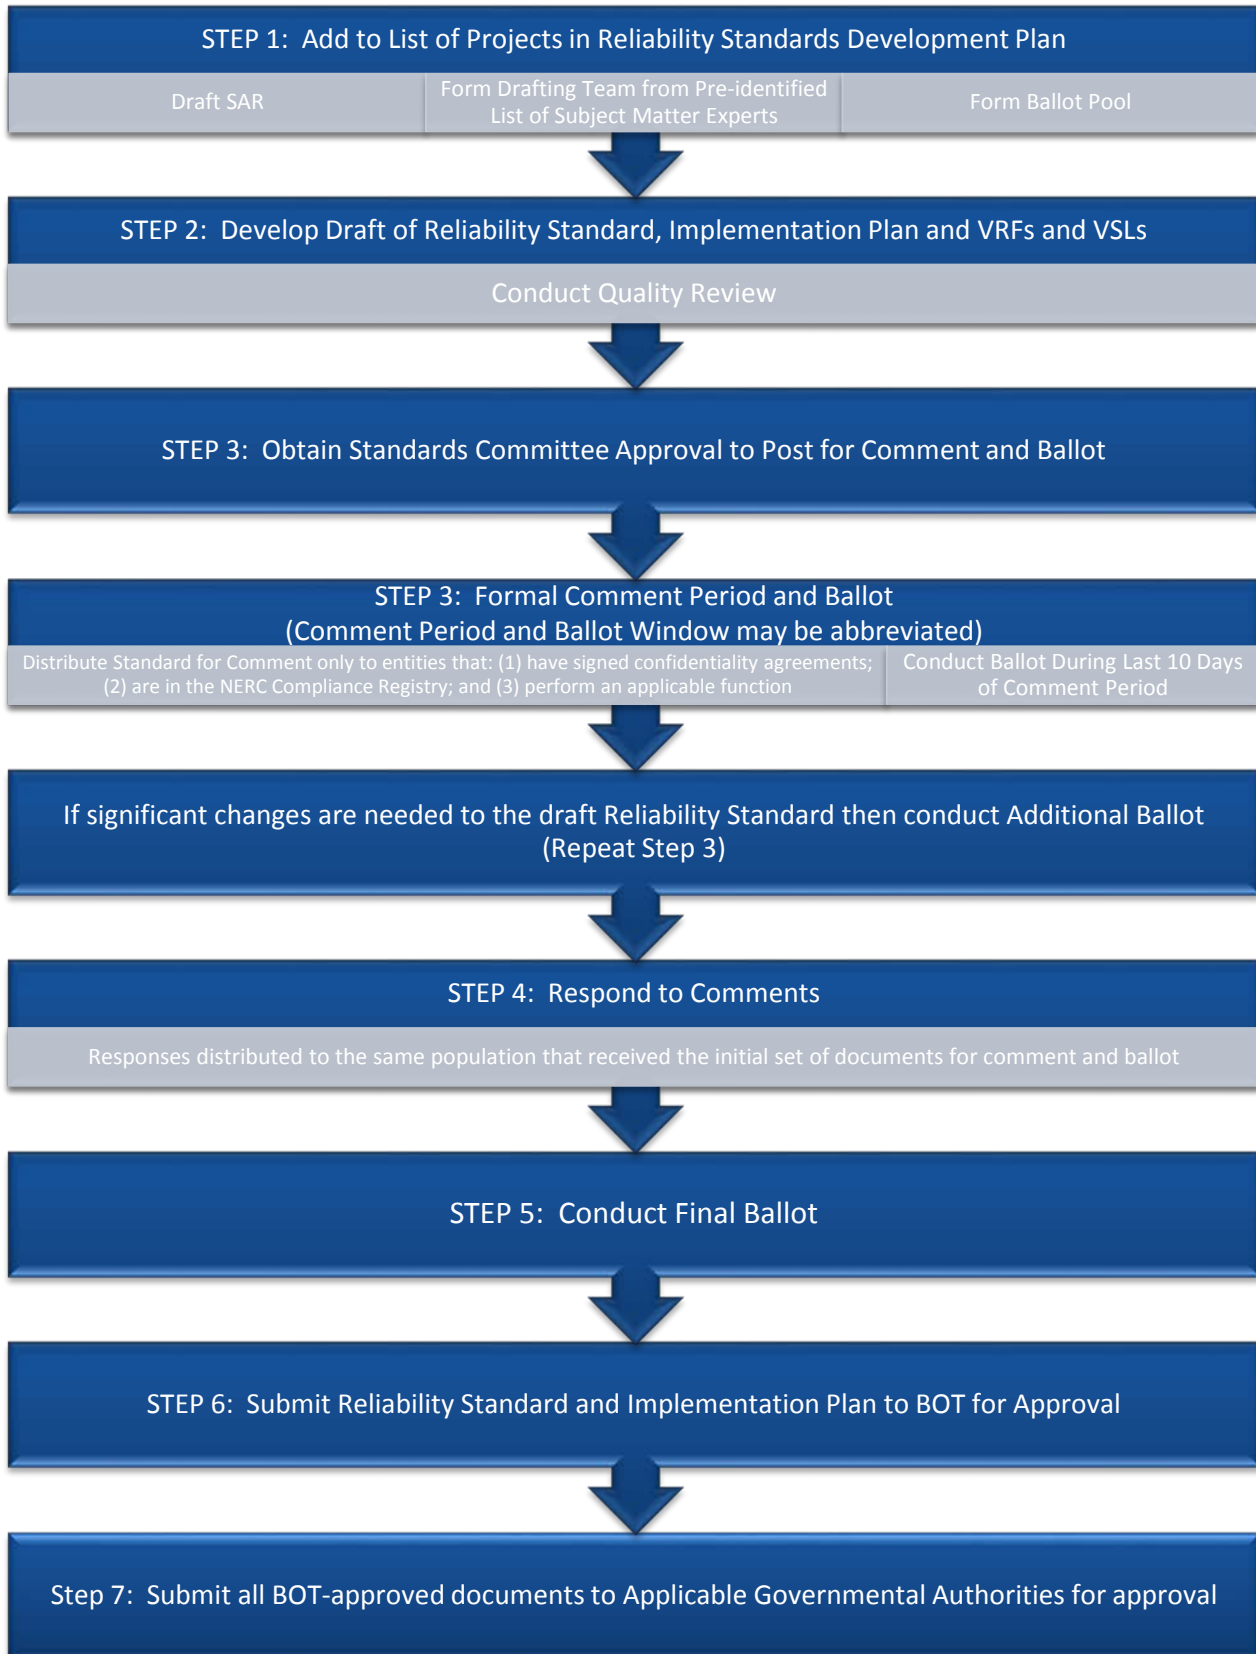 STEP 1: Add to List of Projects in Reliability Standards Development Plan
Draft SAR
Form Drafting Team from Pre-identified
List of Subject Matter Experts
Form Ballot Pool
STEP 2: Develop Draft of Reliability Standard, Implementation Plan and VRFs and VSLs
Conduct Quality Review
STEP 3: Obtain Standards Committee Approval to Post for Comment and Ballot
STEP 3: Formal Comment Period and Ballot
(Comment Period and Ballot Window may be abbreviated)
Distribute Standard for Comment only to entities that: (1) have signed confidentiality agreements;
(2) are in the NERC Compliance Registry; and (3) perform an applicable function
Conduct Ballot During Last 10 Days
of Comment Period
If significant changes are needed to the draft Reliability Standard then conduct Additional Ballot
(Repeat Step 3)
STEP 4: Respond to Comments
Responses distributed to the same population that received the initial set of documents for comment and ballot
STEP 5: Conduct Final Ballot
STEP 6: Submit Reliability Standard and Implementation Plan to BOT for Approval
Step 7: Submit all BOT-approved documents to Applicable Governmental Authorities for approval